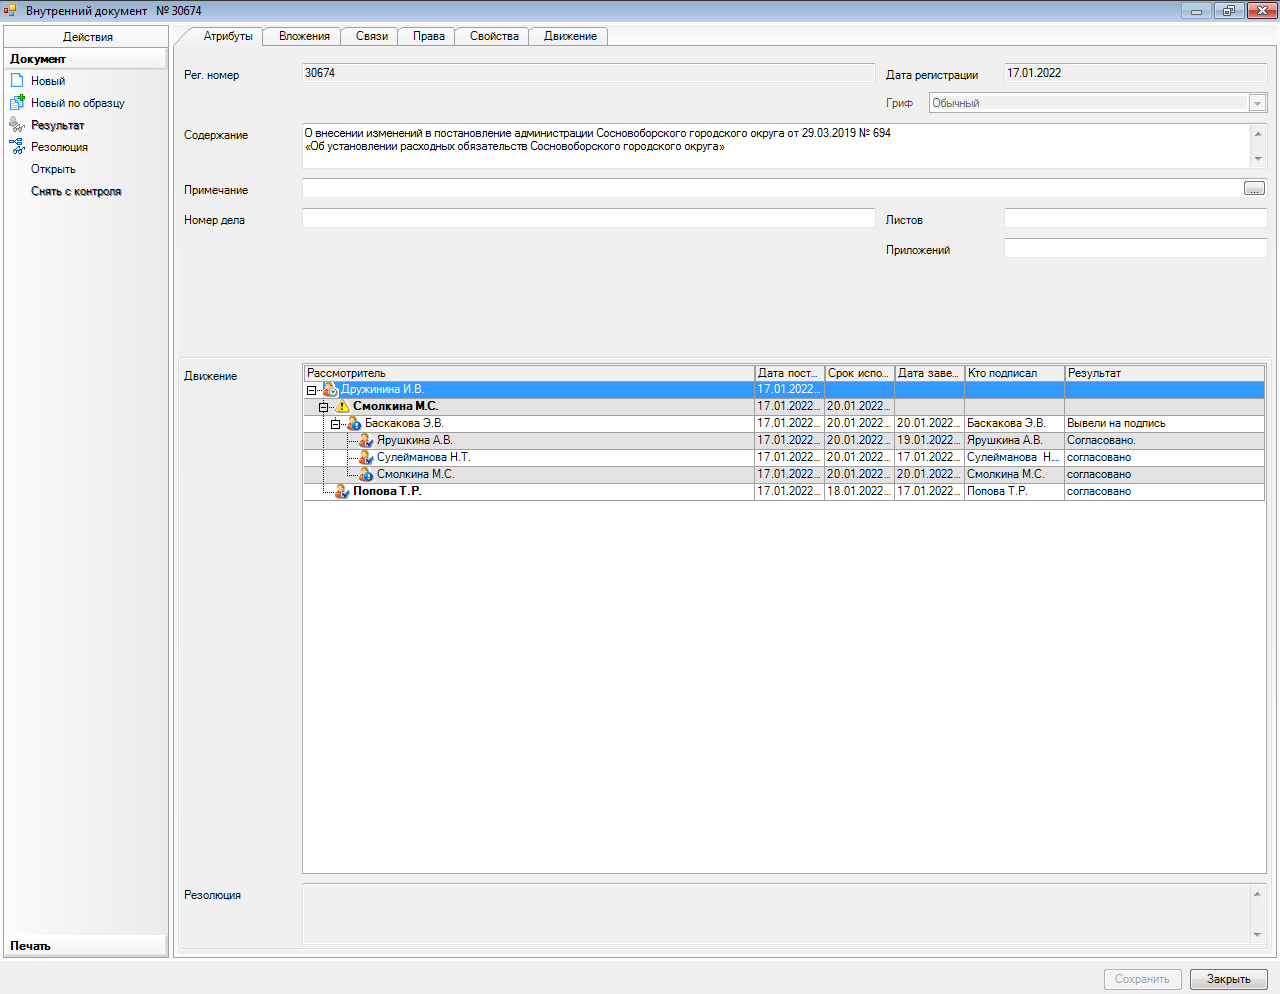 Внутренний документ № 30674
Действия
Документ
Новый
Новый по образцу
Результат
Резолюция
Открыть
Снять с контроля
Печать
Атрибуты Вложения Связи Права Свойства Движение
Рег. номер 30674 Дата регистрации 17.01.2022
Гриф Обычный
Содержание О внесении изменений в постановление администрации Сосновоборского городского округа от 29.03.2019 № 694
«Об установлении расходных обязательств Сосновоборского городского округа»
Примечание ...
Номер дела Листов
Приложений
Движение
Рассмотритель Дата пост... Срок испо... Дата заве... Кто подписал Результат
Дружинина И.В. 17.01.2022...
Смолкина М.С. 17.01.2022... 20.01.2022...
Баскакова Э.В. 17.01.2022... 20.01.2022... 20.01.2022... Баскакова Э.В. Вывели на подпись
Ярушкина А.В. 17.01.2022... 20.01.2022... 19.01.2022... Ярушкина А.В. Согласовано.
Сулейманова Н.Т. 17.01.2022... 20.01.2022... 17.01.2022... Сулейманова Н... согласовано
Смолкина М.С. 17.01.2022... 20.01.2022... 20.01.2022... Смолкина М.С. согласовано
Попова Т.Р. 17.01.2022... 18.01.2022... 17.01.2022... Попова Т.Р. согласовано
Резолюция
Сохранить Закрыть